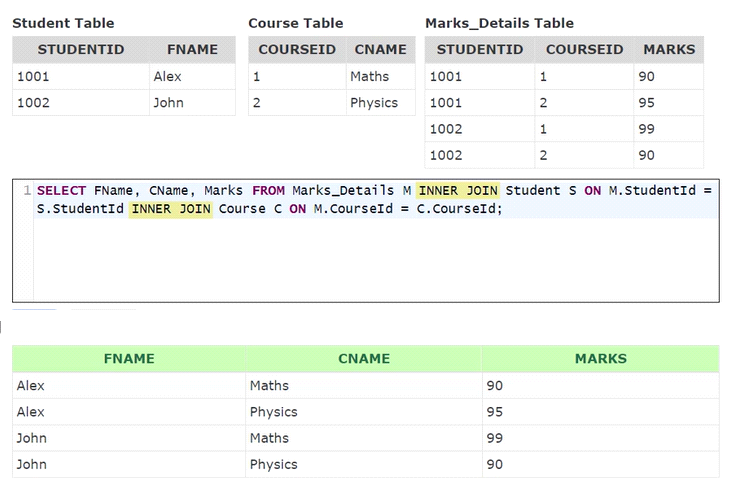 Student Table
STUDENTID FNAME
1001 Alex
1002 John
Course Table
COURSEID CNAME
1 Maths
2 Physics
Marks_Details Table
STUDENTID COURSEID MARKS
1001 1 90
1001 2 95
1002 1 99
1002 2 90
1 SELECT FName, CName, Marks FROM Marks_Details M INNER JOIN Student S ON M.StudentId =
S.StudentId INNER JOIN Course C ON M.CourseId = C.CourseId;
FNAME CNAME MARKS
Alex Maths 90
Alex Physics 95
John Maths 99
John Physics 90